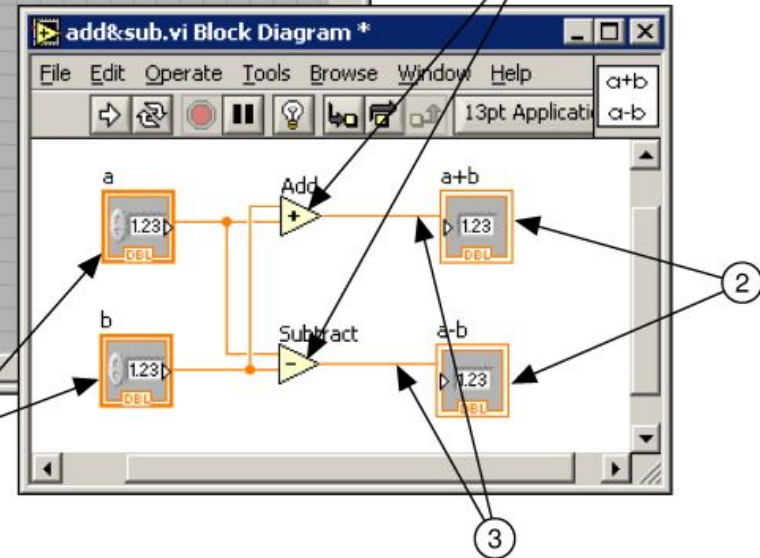 add&sub.vi Block Diagram *
File Edit Operate Tools Browse Window Help
13pt Applicati
a+b
a-b
a
Add
a+b
1.23
DBL
+
1.23
DBL
2
b
Subtract
a-b
1.23
DBL
-
1.23
DBL
3